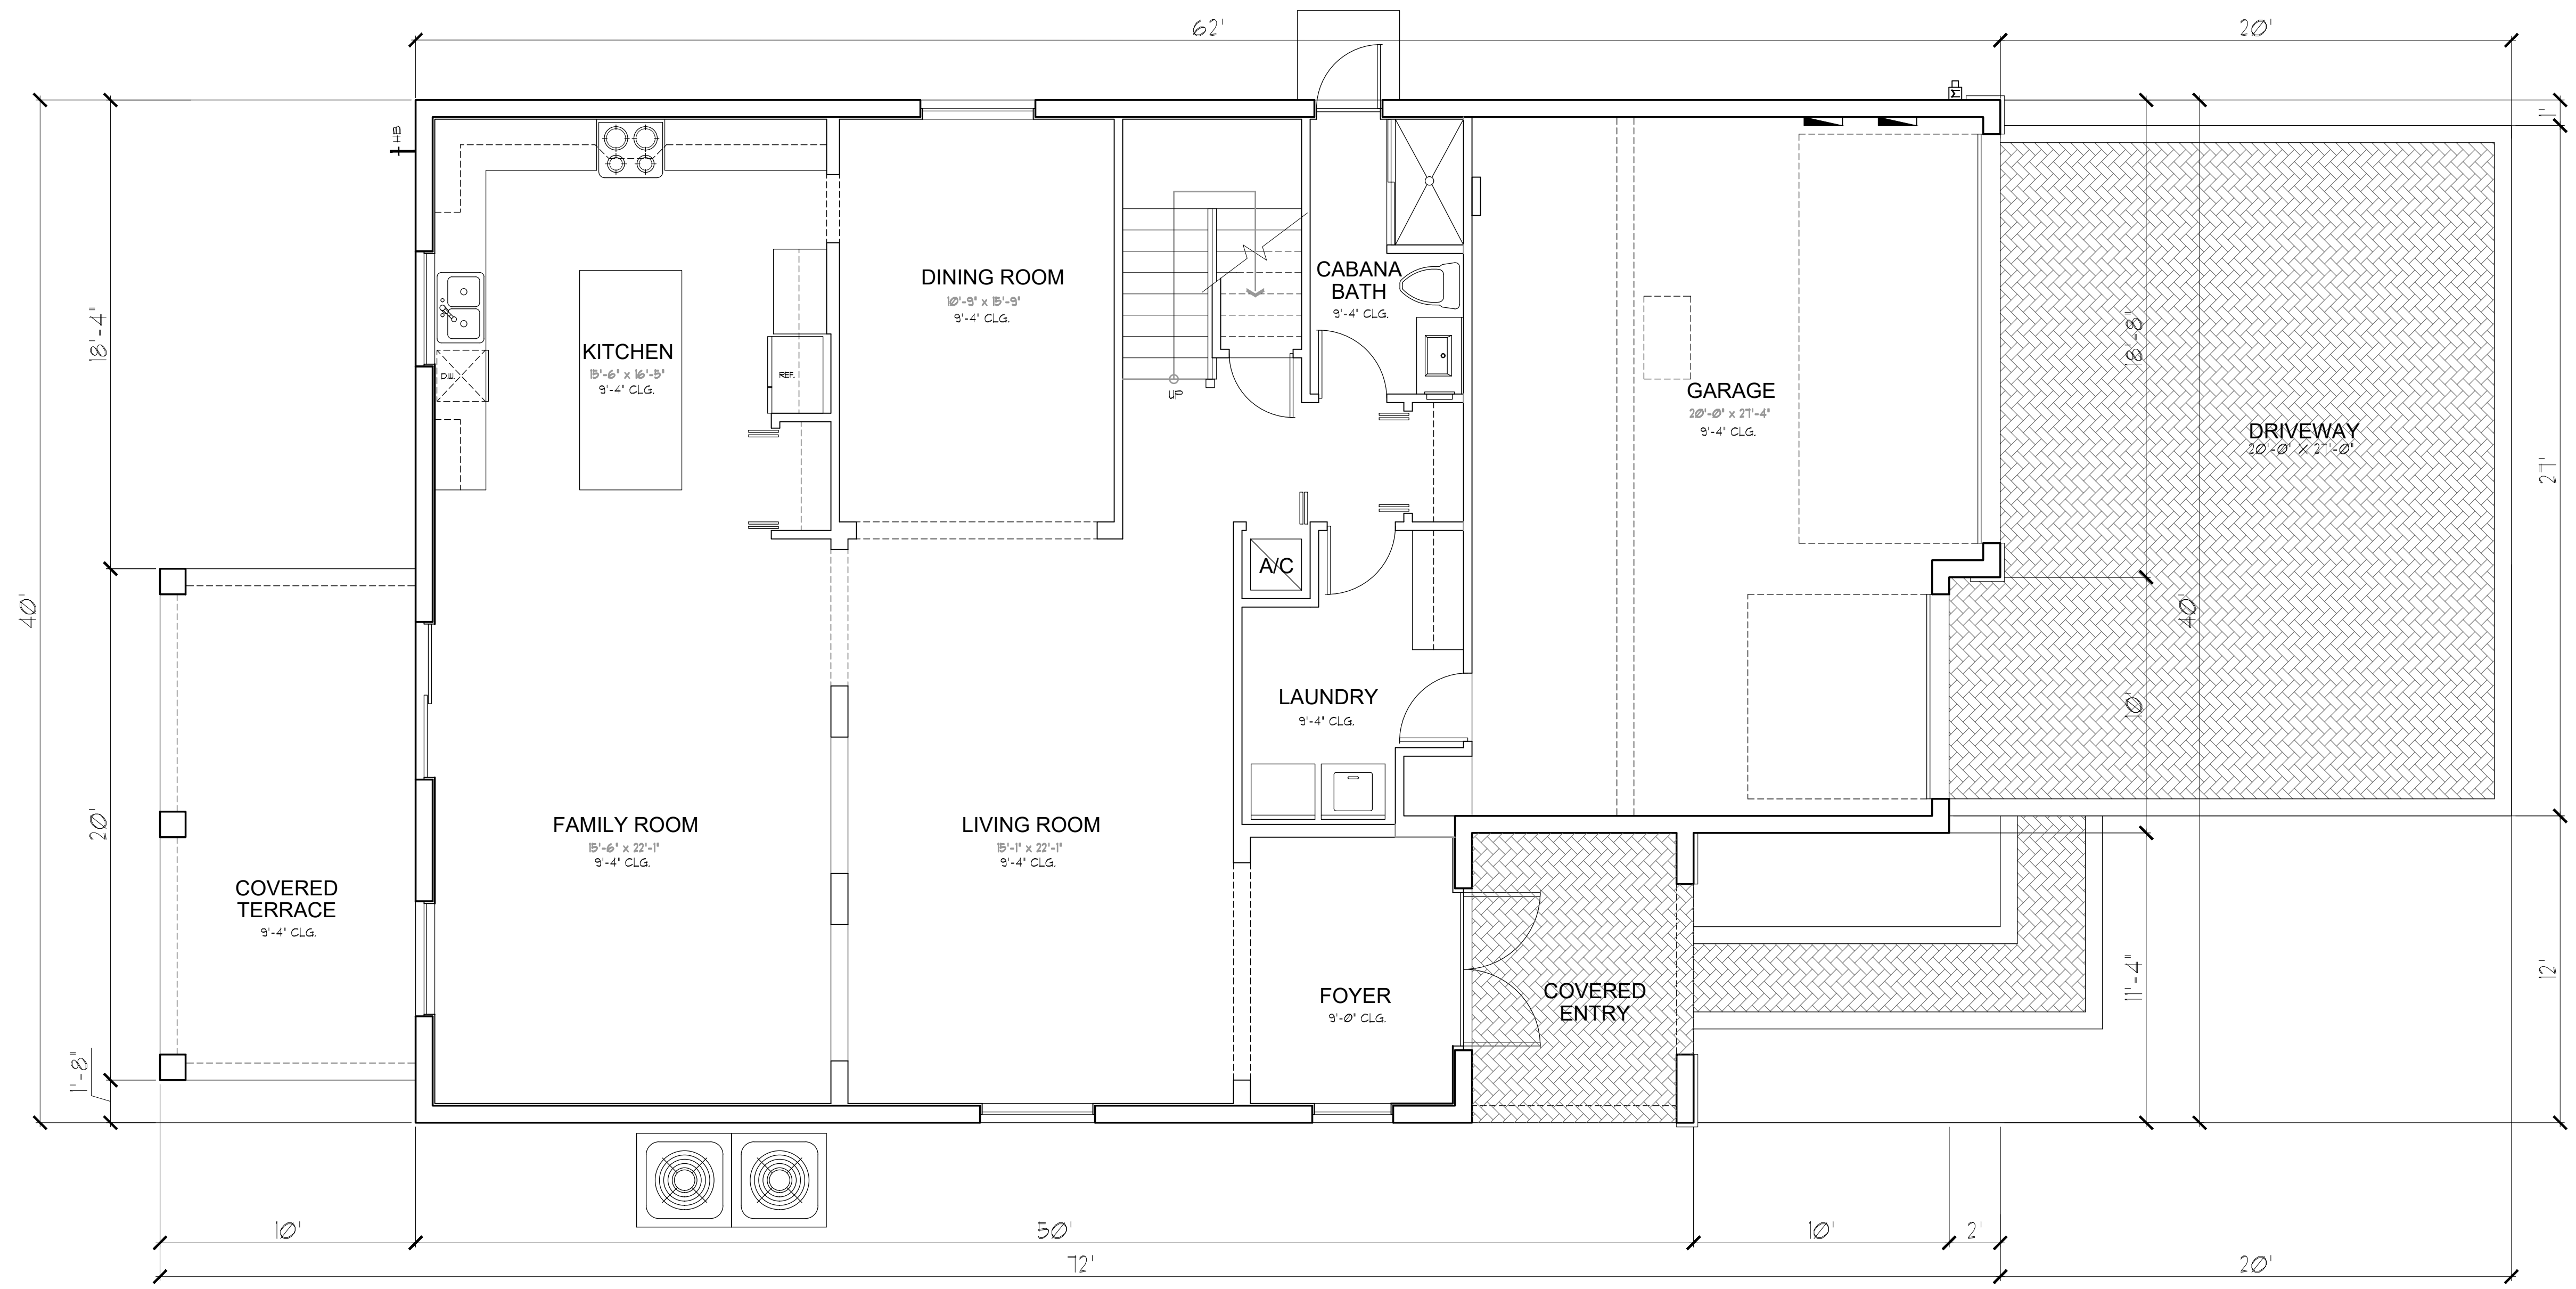 62'
20'
1'
HB
M
DINING ROOM
10'-9" x 15'-9"
9'-4" CLG.
CABANA
BATH
9'-4" CLG.
KITCHEN
15'-6" x 16'-5"
9'-4" CLG.
REF.
D.W.
UP
18'-4"
18'-8"
GARAGE
20'-0" x 27'-4"
9'-4" CLG.
DRIVEWAY
20'-0" x 27'-0"
27'
A/C
40'
40'
LAUNDRY
9'-4" CLG.
10'
20'
FAMILY ROOM
15'-6" x 22'-1"
9'-4" CLG.
LIVING ROOM
15'-1" x 22'-1"
9'-4" CLG.
COVERED
TERRACE
9'-4" CLG.
FOYER
9'-0" CLG.
COVERED
ENTRY
11'-4"
12'
1'-8"
10'
50'
10'
2'
72'
20'